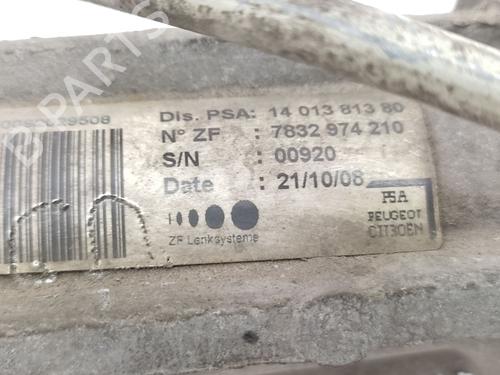 B-PARTS
Dis. PSA: 14 013 813 80
N° ZF : 7832 974 210
S/N : 00920
Date : 21/10/08
ZF Lenksysteme
PSA
PEUGEOT
CITROËN